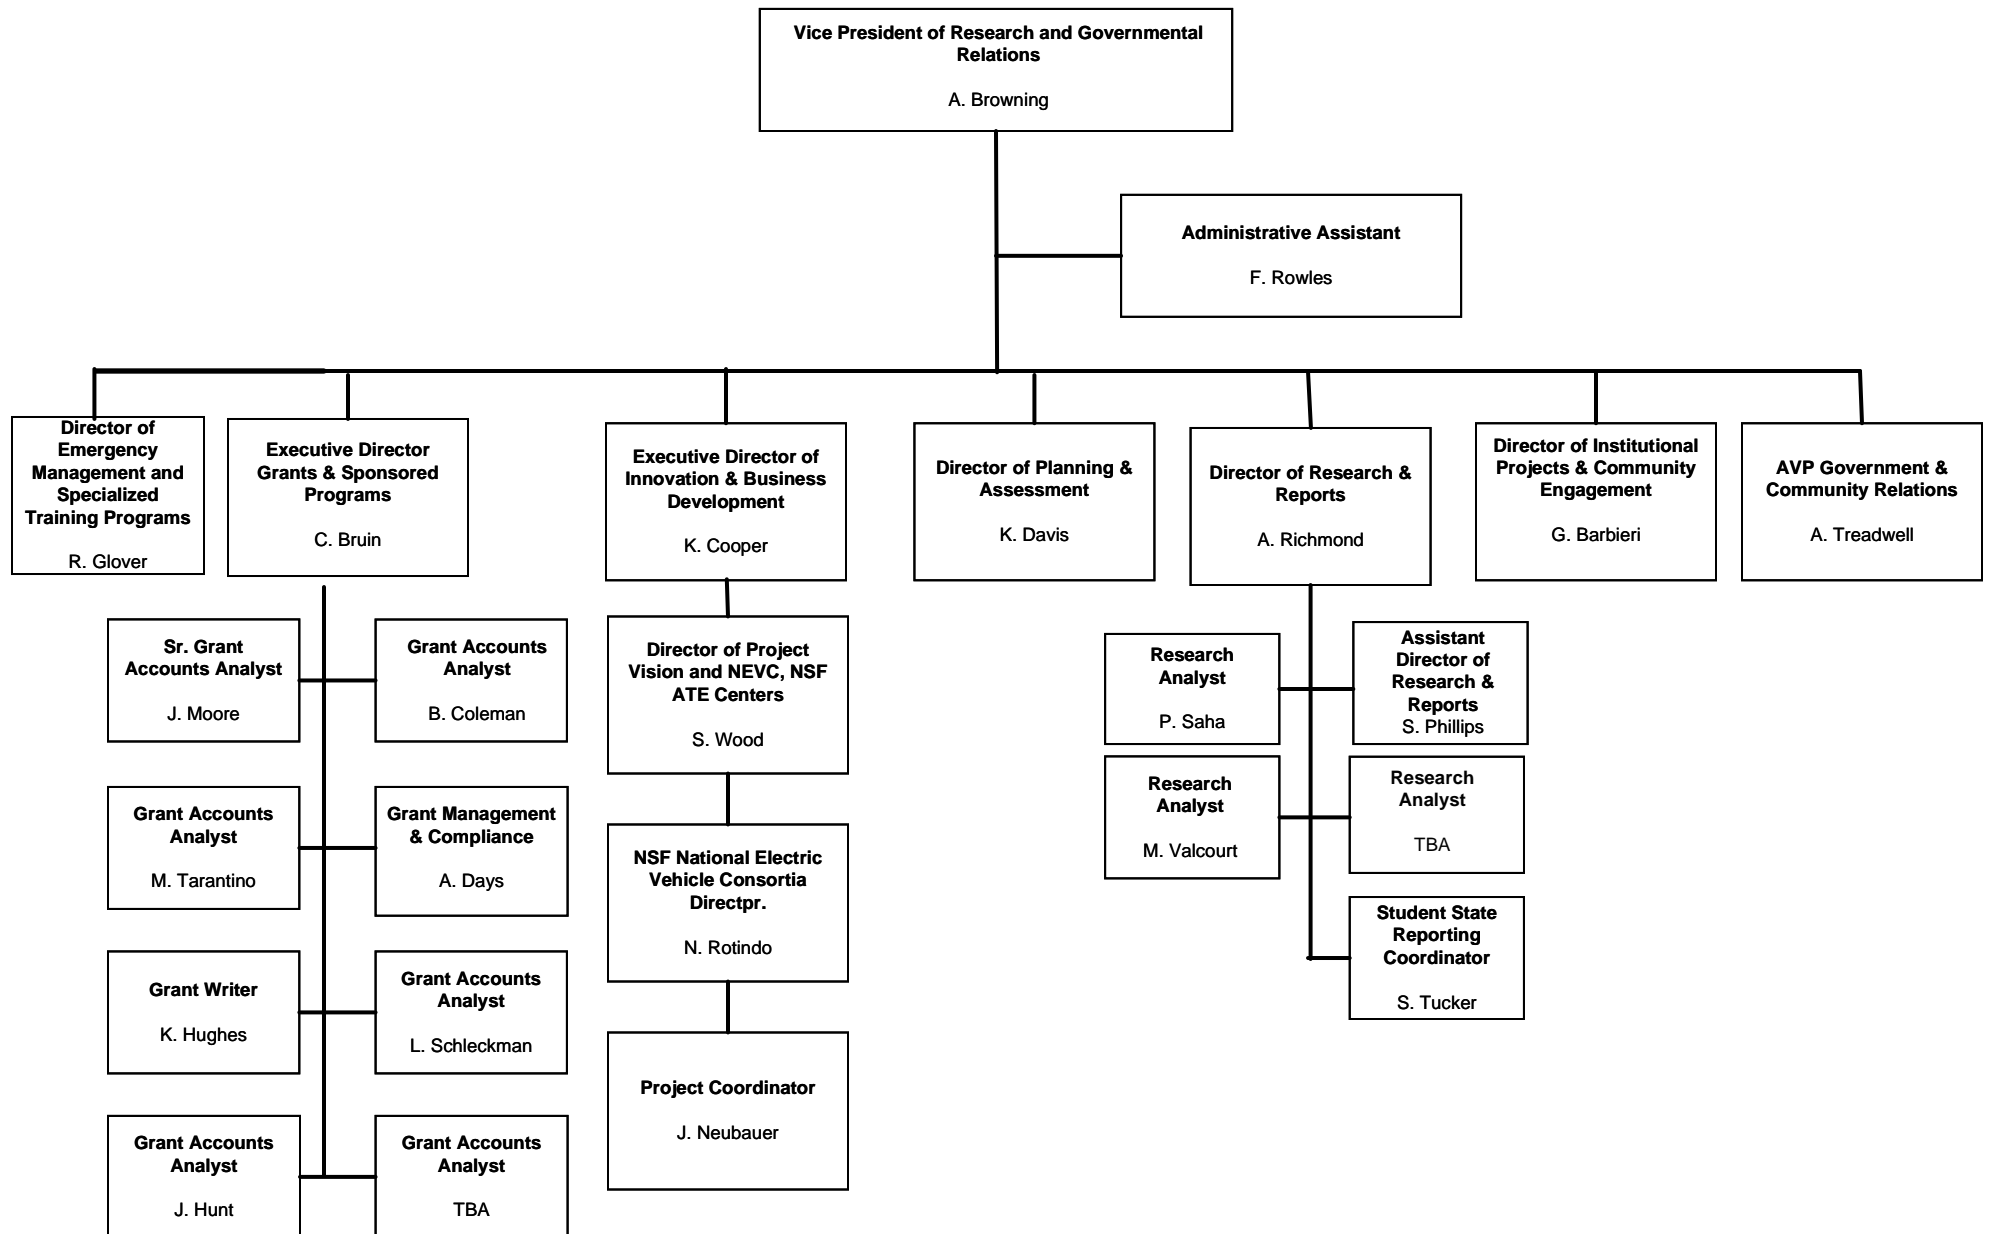 Vice President of Research and Governmental
Relations
A. Browning
Administrative Assistant
F. Rowles
Director of
Emergency
Management and
Specialized
Training Programs
R. Glover
Executive Director
Grants & Sponsored
Programs
C. Bruin
Executive Director of
Innovation & Business
Development
K. Cooper
Director of Planning &
Assessment
K. Davis
Director of Research &
Reports
A. Richmond
Director of Institutional
Projects & Community
Engagement
G. Barbieri
AVP Government &
Community Relations
A. Treadwell
Sr. Grant
Accounts Analyst
J. Moore
Grant Accounts
Analyst
B. Coleman
Grant Accounts
Analyst
M. Tarantino
Grant Management
& Compliance
A. Days
Grant Writer
K. Hughes
Grant Accounts
Analyst
L. Schleckman
Grant Accounts
Analyst
J. Hunt
Grant Accounts
Analyst
TBA
Director of Project
Vision and NEVC, NSF
ATE Centers
S. Wood
NSF National Electric
Vehicle Consortia
Directpr.
N. Rotindo
Project Coordinator
J. Neubauer
Research
Analyst
P. Saha
Assistant
Director of
Research &
Reports
S. Phillips
Research
Analyst
M. Valcourt
Research
Analyst
TBA
Student State
Reporting
Coordinator
S. Tucker